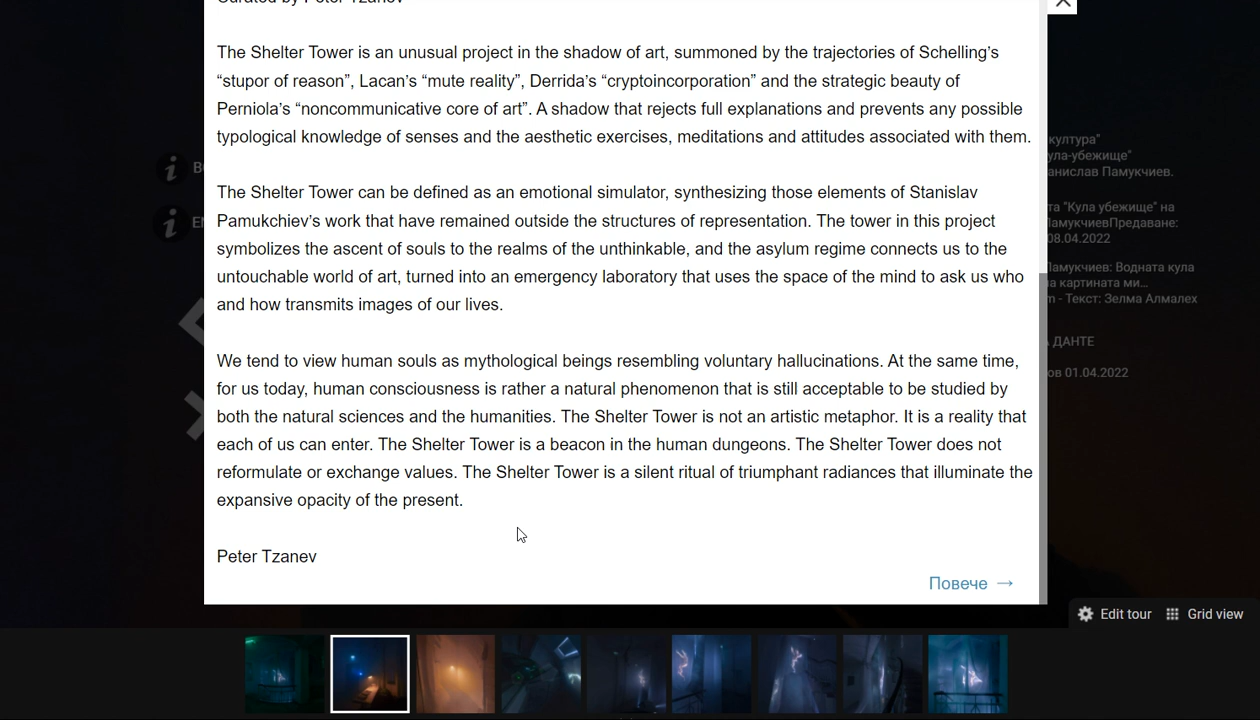 Curated by Peter Tzanev
The Shelter Tower is an unusual project in the shadow of art, summoned by the trajectories of Schelling’s
“stupor of reason”, Lacan’s “mute reality”, Derrida’s “cryptoincorporation” and the strategic beauty of
Perniola’s “noncommunicative core of art”. A shadow that rejects full explanations and prevents any possible
typological knowledge of senses and the aesthetic exercises, meditations and attitudes associated with them.
The Shelter Tower can be defined as an emotional simulator, synthesizing those elements of Stanislav
Pamukchiev’s work that have remained outside the structures of representation. The tower in this project
symbolizes the ascent of souls to the realms of the unthinkable, and the asylum regime connects us to the
untouchable world of art, turned into an emergency laboratory that uses the space of the mind to ask us who
and how transmits images of our lives.
We tend to view human souls as mythological beings resembling voluntary hallucinations. At the same time,
for us today, human consciousness is rather a natural phenomenon that is still acceptable to be studied by
both the natural sciences and the humanities. The Shelter Tower is not an artistic metaphor. It is a reality that
each of us can enter. The Shelter Tower is a beacon in the human dungeons. The Shelter Tower does not
reformulate or exchange values. The Shelter Tower is a silent ritual of triumphant radiances that illuminate the
expansive opacity of the present.
Peter Tzanev
Повече →
култура"
ула-убежище"
анислав Памукчиев.
та "Кула убежище" на
ПамукчиевПредаване:
08.04.2022
Памукчиев: Водната кула
на картината ми...
m - Текст: Зелма Алмалех
ДАНТЕ
ов 01.04.2022
Edit tour
Grid view